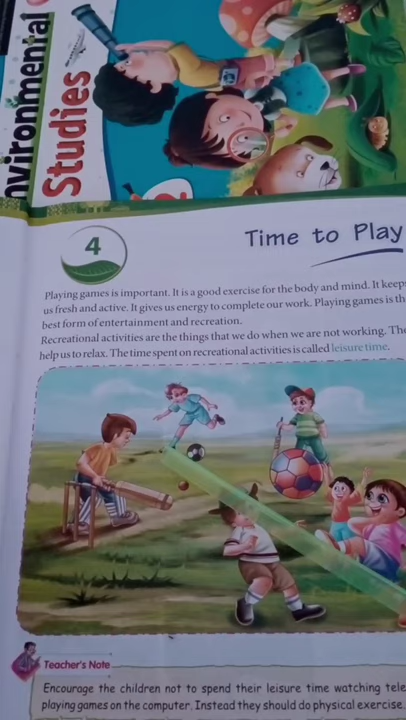 Environmental
Studies
4
Time to Play
Playing games is important. It is a good exercise for the body and mind. It keep
us fresh and active. It gives us energy to complete our work. Playing games is th
best form of entertainment and recreation.
Recreational activities are the things that we do when we are not working. The
help us to relax. The time spent on recreational activities is called leisure time.
Teacher's Note
Encourage the children not to spend their leisure time watching tele
playing games on the computer. Instead they should do physical exercise.